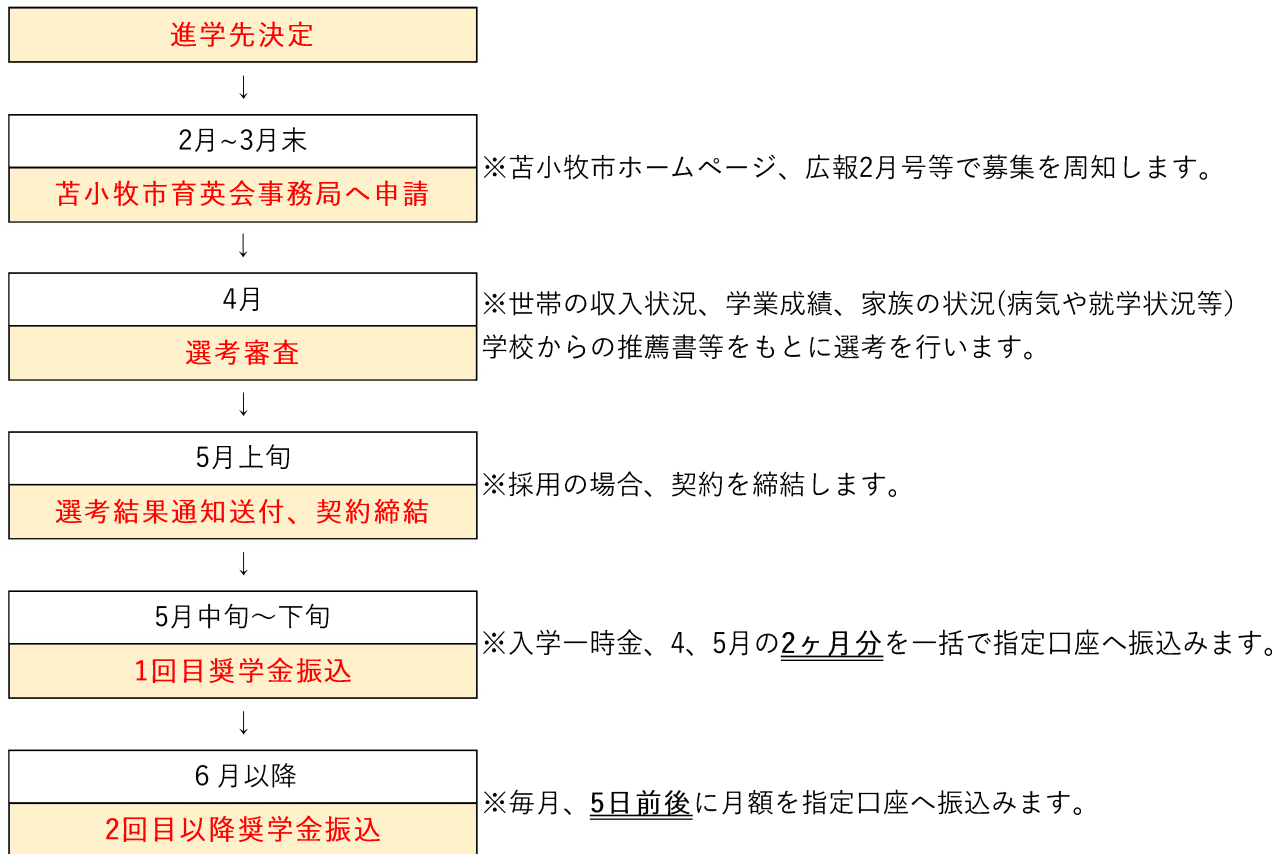 進学先決定
↓
2月~3月末
苫小牧市育英会事務局へ申請
※苫小牧市ホームページ、広報2月号等で募集を周知します。
↓
4月
選考審査
※世帯の収入状況、学業成績、家族の状況(病気や就学状況等)
学校からの推薦書等をもとに選考を行います。
↓
5月上旬
選考結果通知送付、契約締結
※採用の場合、契約を締結します。
↓
5月中旬～下旬
1回目奨学金振込
※入学一時金、4、5月の2ヶ月分を一括で指定口座へ振込みます。
↓
6月以降
2回目以降奨学金振込
※毎月、5日前後に月額を指定口座へ振込みます。